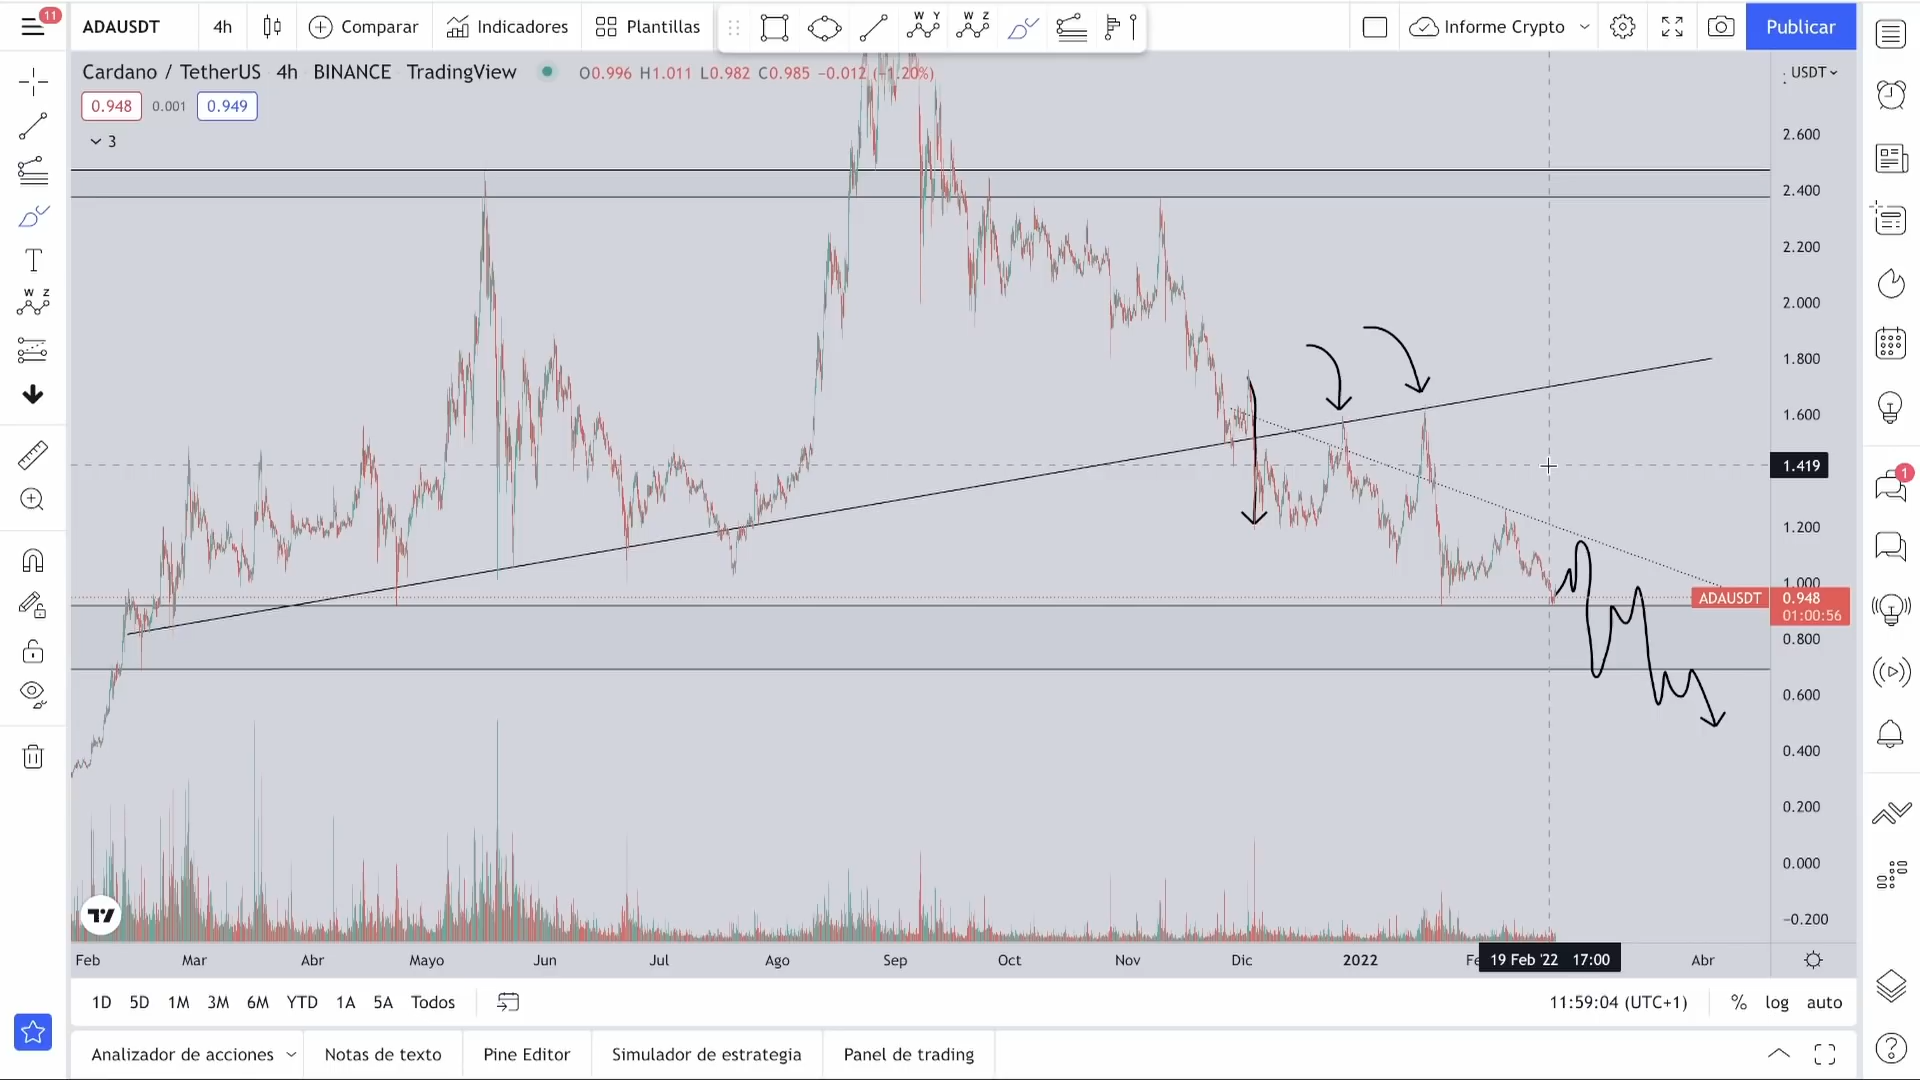 11
ADAUSDT
4h
Comparar
Indicadores
Plantillas
W Y
W Z
Informe Crypto
Publicar
Cardano / TetherUS 4h BINANCE TradingView
O0.996 H1.011 L0.982 C0.985 −0.012 (−1.20%)
USDT
0.948
0.001
0.949
3
T
W Z
2.600
2.400
2.200
2.000
1.800
1.600
1.419
1.200
1.000
ADAUSDT
0.948
01:00:56
0.800
0.600
0.400
0.200
0.000
−0.200
1
Feb
Mar
Abr
Mayo
Jun
Jul
Ago
Sep
Oct
Nov
Dic
2022
19 Feb '22 17:00
Abr
1D
5D
1M
3M
6M
YTD
1A
5A
Todos
11:59:04 (UTC+1)
%
log
auto
Analizador de acciones
Notas de texto
Pine Editor
Simulador de estrategia
Panel de trading